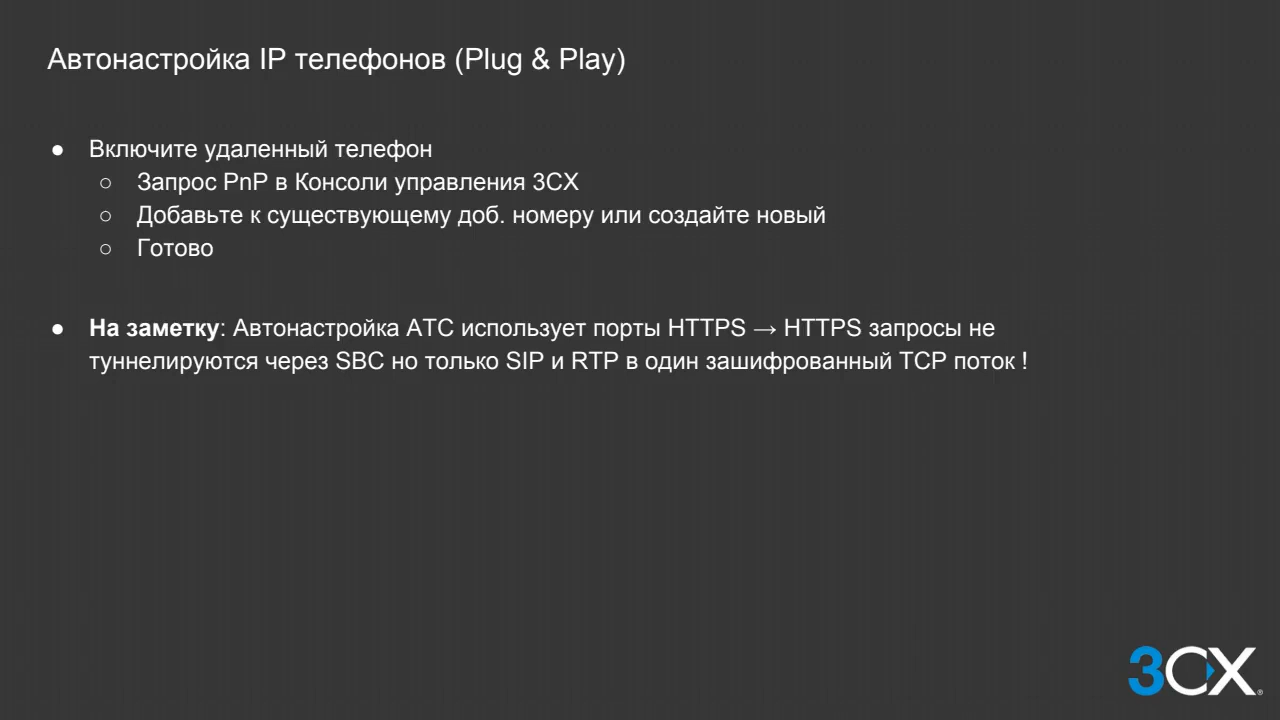 Автонастройка IP телефонов (Plug & Play)
● Включите удаленный телефон
○ Запрос PnP в Консоли управления 3CX
○ Добавьте к существующему доб. номеру или создайте новый
○ Готово
● На заметку: Автонастройка АТС использует порты HTTPS → HTTPS запросы не
туннелируются через SBC но только SIP и RTP в один зашифрованный TCP поток !
3CX®